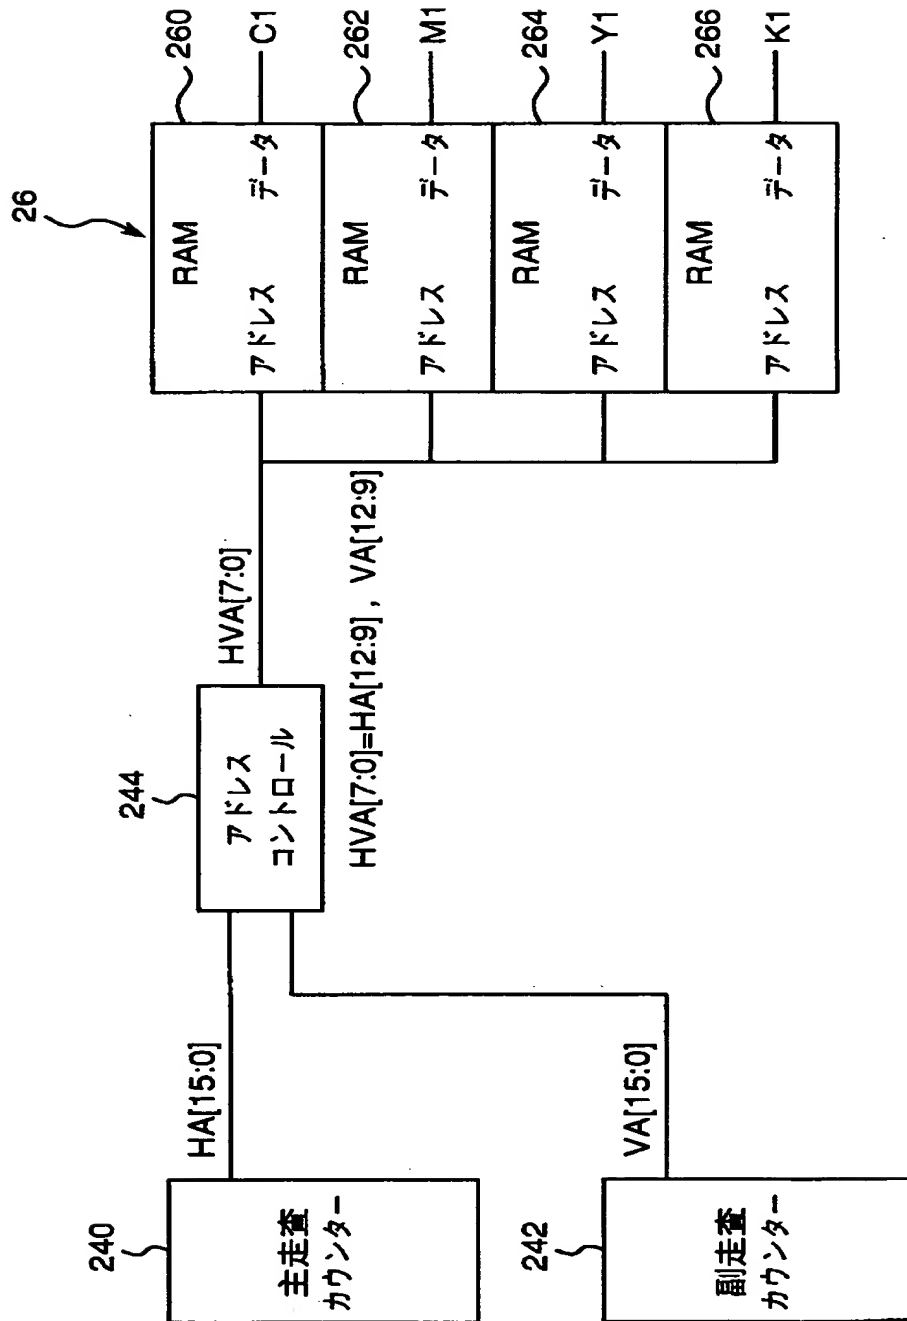 240
主走査
カウンター
HA[15:0]
242
副走査
カウンター
VA[15:0]
244
アドレス
コントロール
HVA[7:0]
HVA[7:0]=HA[12:9] , VA[12:9]
26
RAM
アドレス データ
260
C1
RAM
アドレス データ
262
M1
RAM
アドレス データ
264
Y1
RAM
アドレス データ
266
K1